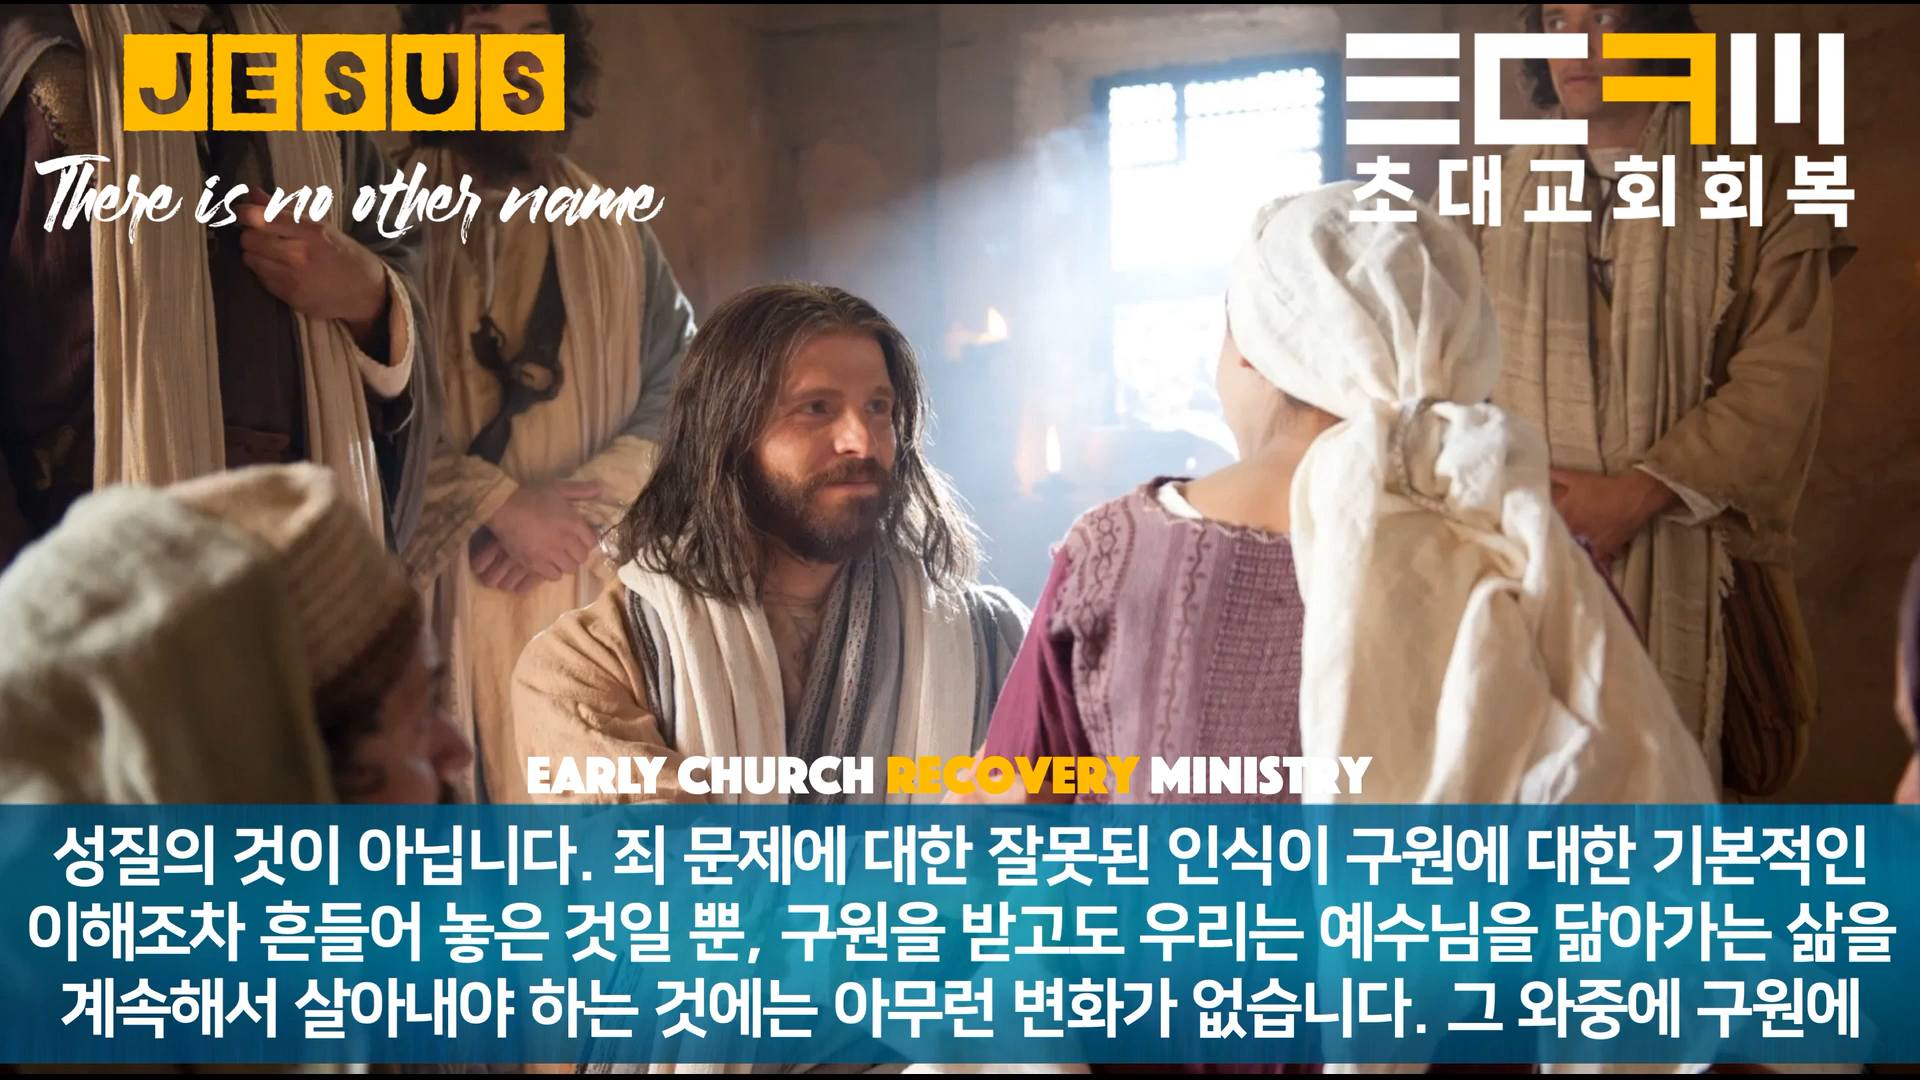 JESUS
There is no other name
초대교회회복
EARLY CHURCH RECOVERY MINISTRY
성질의 것이 아닙니다. 죄 문제에 대한 잘못된 인식이 구원에 대한 기본적인
이해조차 흔들어 놓은 것일 뿐, 구원을 받고도 우리는 예수님을 닮아가는 삶을
계속해서 살아내야 하는 것에는 아무런 변화가 없습니다. 그 와중에 구원에